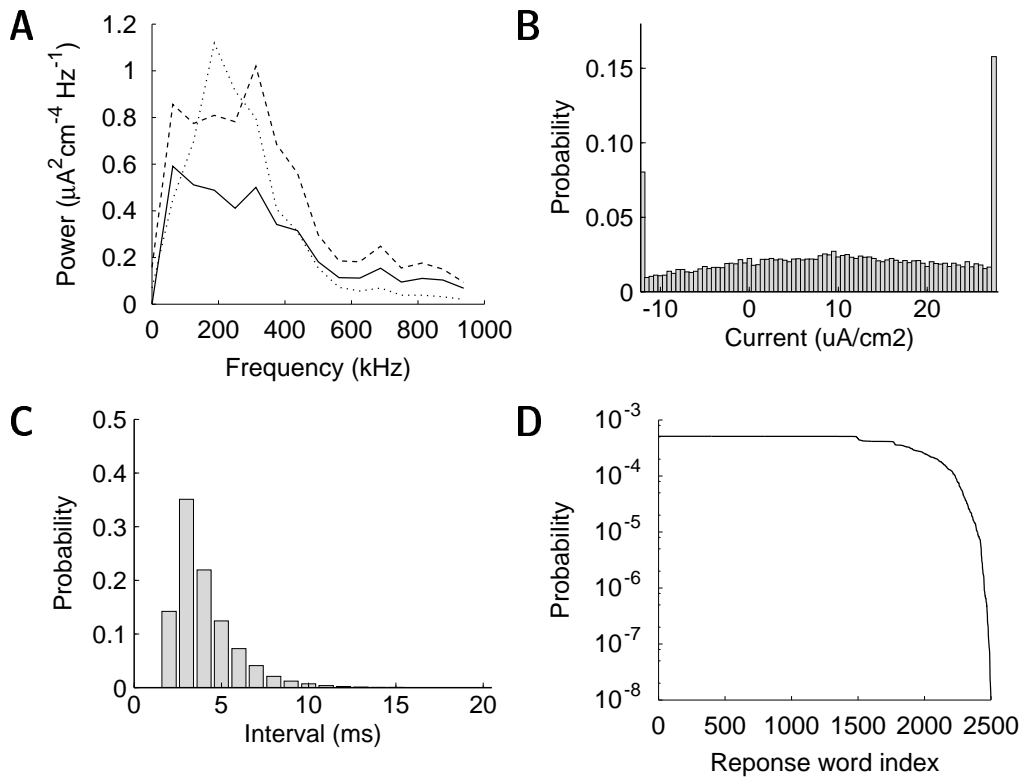 A
Power (μA²cm⁻⁴ Hz⁻¹)
1.2
1
0.8
0.6
0.4
0.2
0
0 200 400 600 800 1000
Frequency (kHz)
B
Probability
0.15
0.10
0.05
0
-10 0 10 20
Current (uA/cm2)
C
Probability
0.5
0.4
0.3
0.2
0.1
0
0 5 10 15 20
Interval (ms)
D
Probability
10⁻³
10⁻⁴
10⁻⁵
10⁻⁶
10⁻⁷
10⁻⁸
0 500 1000 1500 2000 2500
Reponse word index